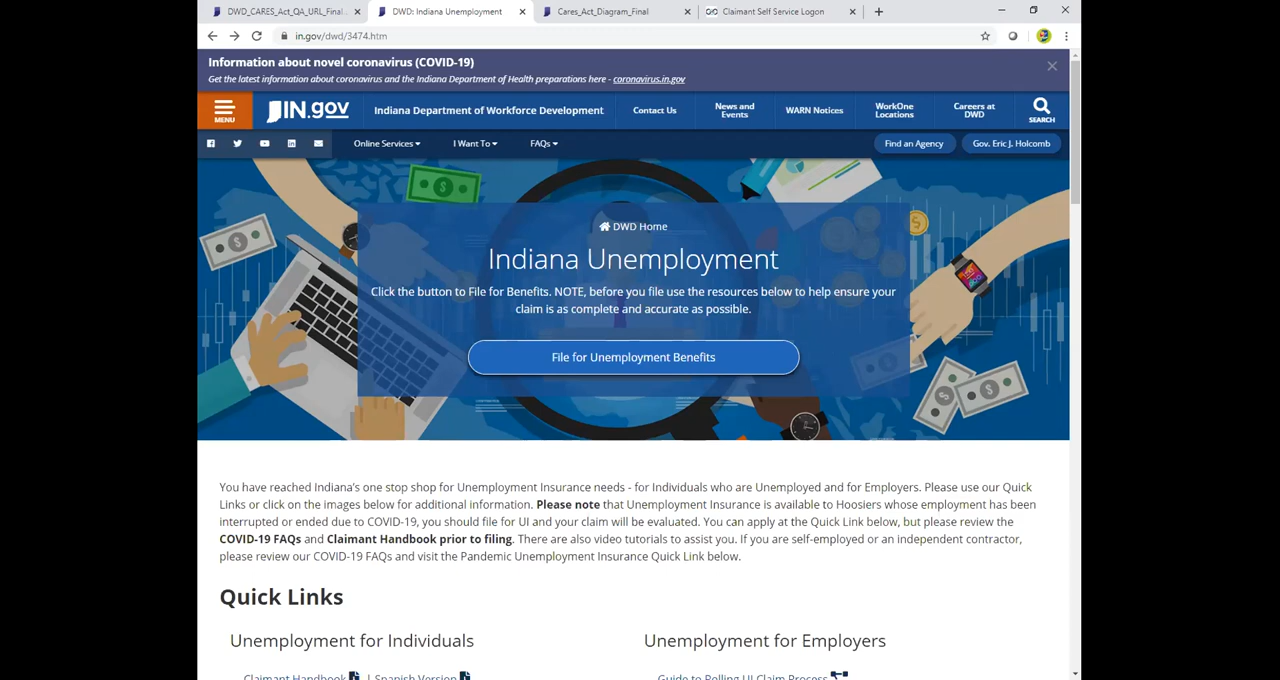 DWD_CARES_Act_QA_URL_Final...
DWD: Indiana Unemployment
Cares_Act_Diagram_Final
Claimant Self Service Logon
in.gov/dwd/3474.htm
Information about novel coronavirus (COVID-19)
Get the latest information about coronavirus and the Indiana Department of Health preparations here - coronavirus.in.gov
MENU
IN.gov
Indiana Department of Workforce Development
Contact Us
News and
Events
WARN Notices
WorkOne
Locations
Careers at
DWD
SEARCH
Online Services
I Want To
FAQs
Find an Agency
Gov. Eric J. Holcomb
DWD Home
Indiana Unemployment
Click the button to File for Benefits. NOTE, before you file use the resources below to help ensure your
claim is as complete and accurate as possible.
File for Unemployment Benefits
You have reached Indiana's one stop shop for Unemployment Insurance needs - for Individuals who are Unemployed and for Employers. Please use our Quick
Links or click on the images below for additional information. Please note that Unemployment Insurance is available to Hoosiers whose employment has been
interrupted or ended due to COVID-19, you should file for UI and your claim will be evaluated. You can apply at the Quick Link below, but please review the
COVID-19 FAQs and Claimant Handbook prior to filing. There are also video tutorials to assist you. If you are self-employed or an independent contractor,
please review our COVID-19 FAQs and visit the Pandemic Unemployment Insurance Quick Link below.
Quick Links
Unemployment for Individuals
Unemployment for Employers
Claimant Handbook | Spanish Version
Guide to Polling UI Claim Process